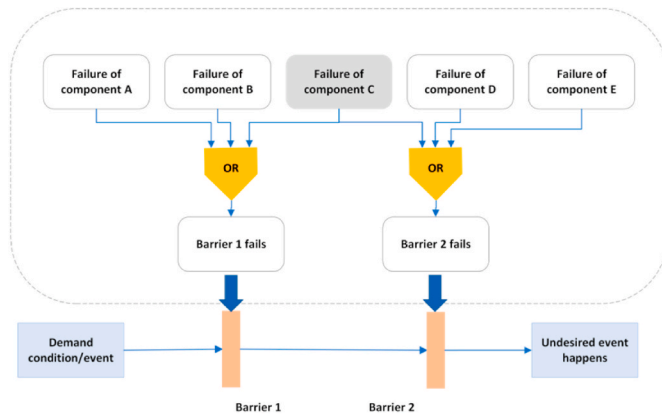 Failure of
component A
Failure of
component B
Failure of
component C
Failure of
component D
Failure of
component E
OR
OR
Barrier 1 fails
Barrier 2 fails
Demand
condition/event
Undesired event
happens
Barrier 1
Barrier 2